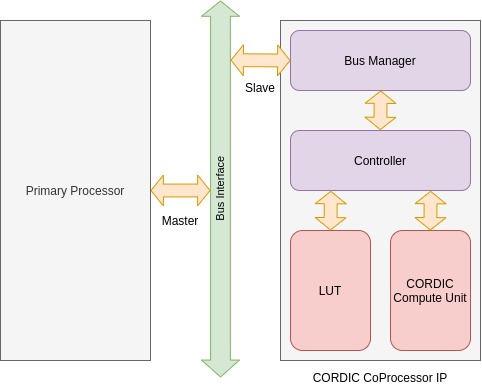 Primary Processor
Master
Bus Interface
Slave
Bus Manager
Controller
LUT
CORDIC
Compute Unit
CORDIC CoProcessor IP